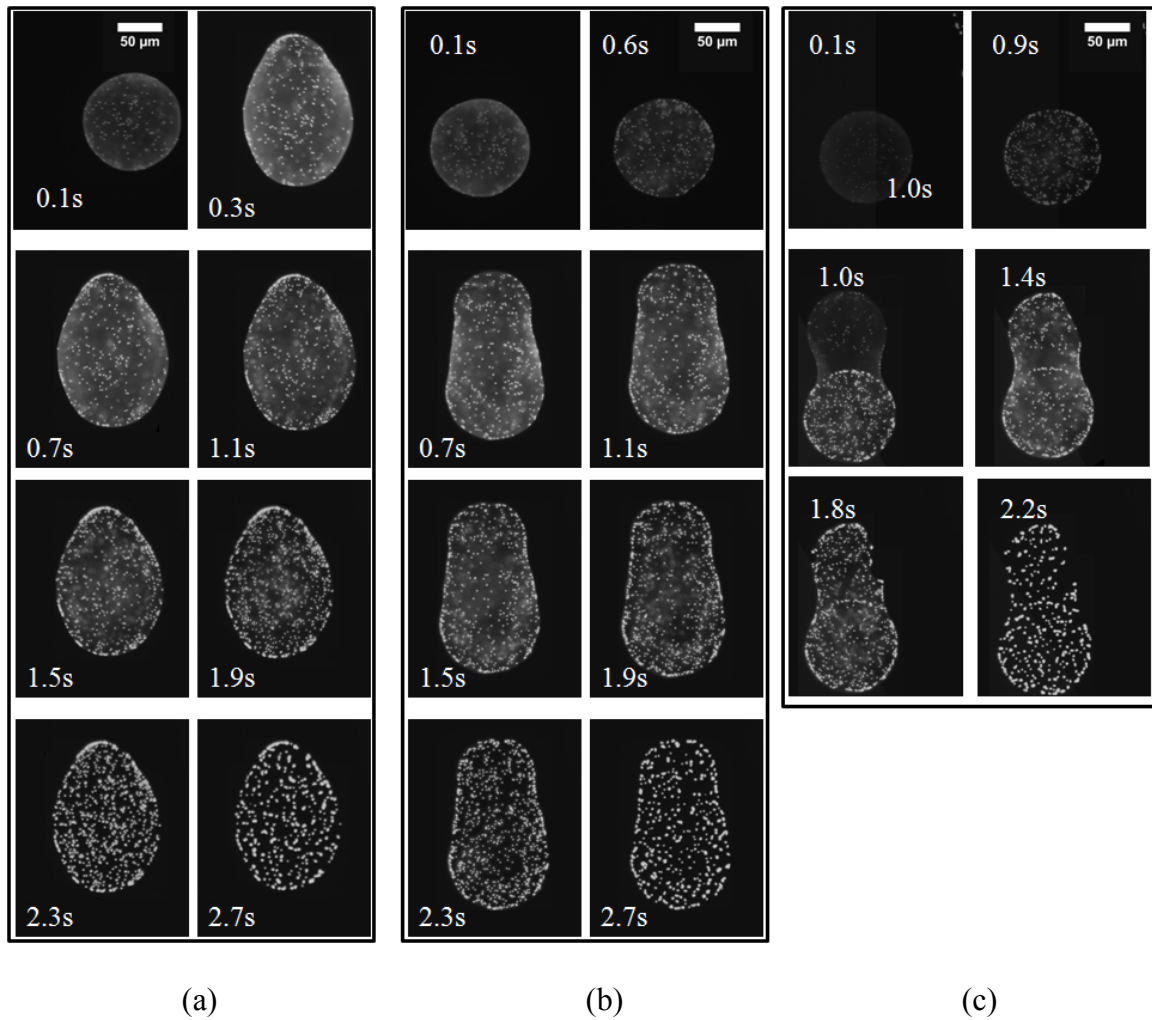 50 µm
0.1s
0.3s
0.7s
1.1s
1.5s
1.9s
2.3s
2.7s
(a)
50 µm
0.1s
0.6s
0.7s
1.1s
1.5s
1.9s
2.3s
2.7s
(b)
50 µm
0.1s
0.9s
1.0s
1.0s
1.4s
1.8s
2.2s
(c)